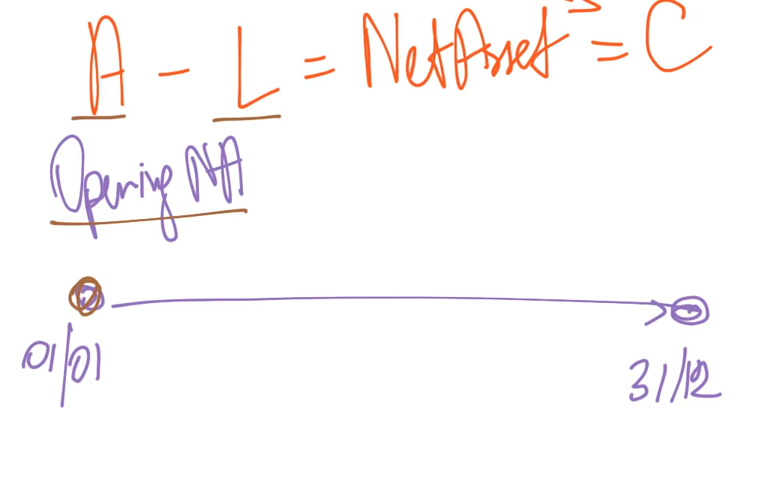 A - L = NetAsset = C
Opening NA
01/01
31/12